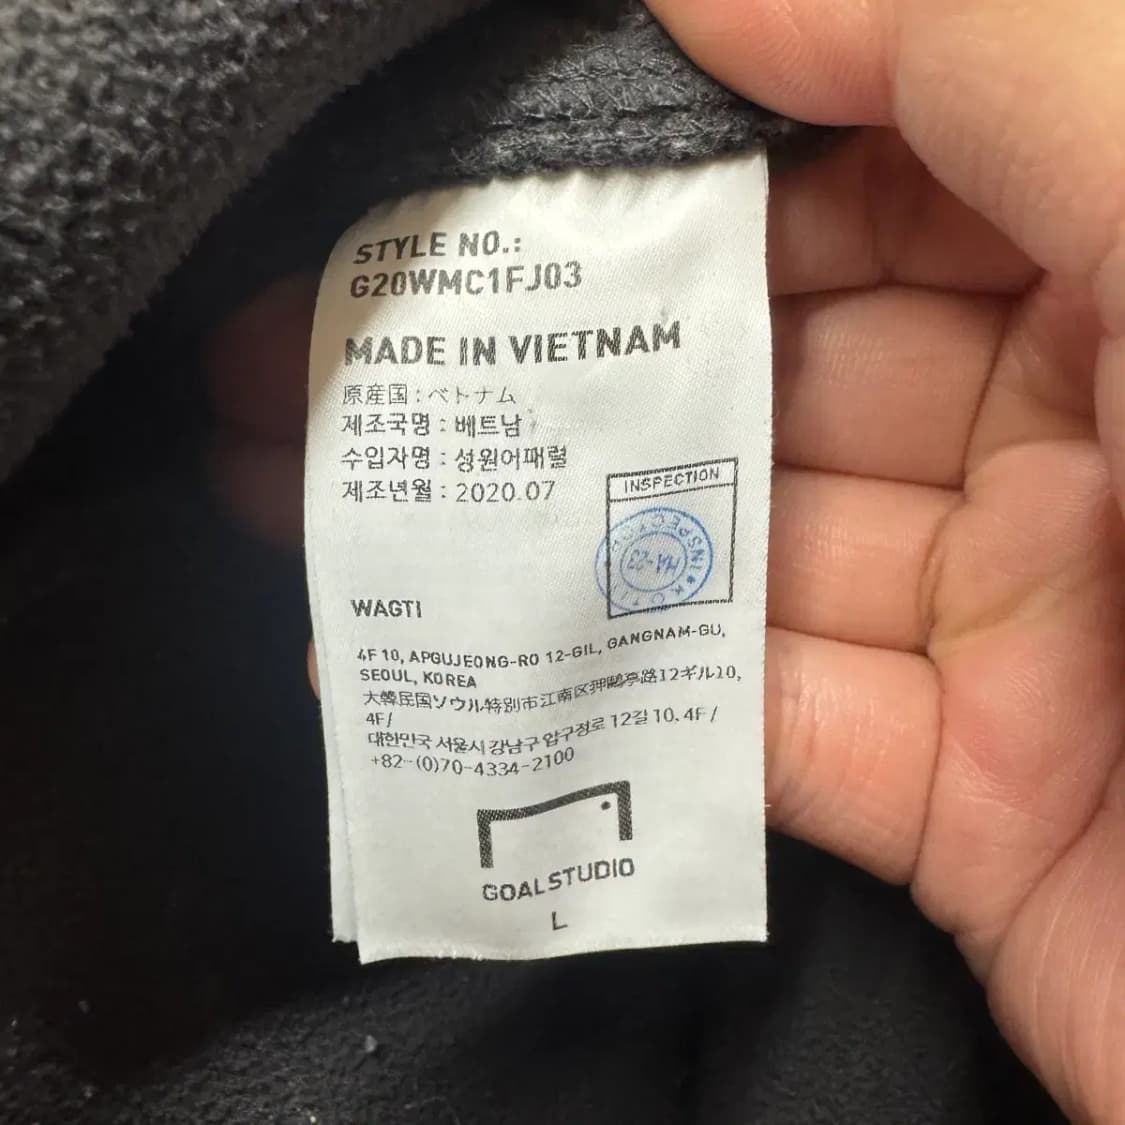 STYLE NO.:
G20WMC1FJ03
MADE IN VIETNAM
原産国 : ベトナム
제조국명 : 베트남
수입자명 : 성원어패럴
제조년월 : 2020.07
INSPECTION
INSPECTOR
KOTITI
MA-23
WAGTI
4F 10, APGUJEONG-RO 12-GIL, GANGNAM-GU,
SEOUL, KOREA
大韓民国ソウル特別市江南区狎鷗亭路12ギル10,
4F/
대한민국 서울시 강남구 압구정로 12길 10. 4F /
+82-(0)70-4334-2100
GOALSTUDIO
L